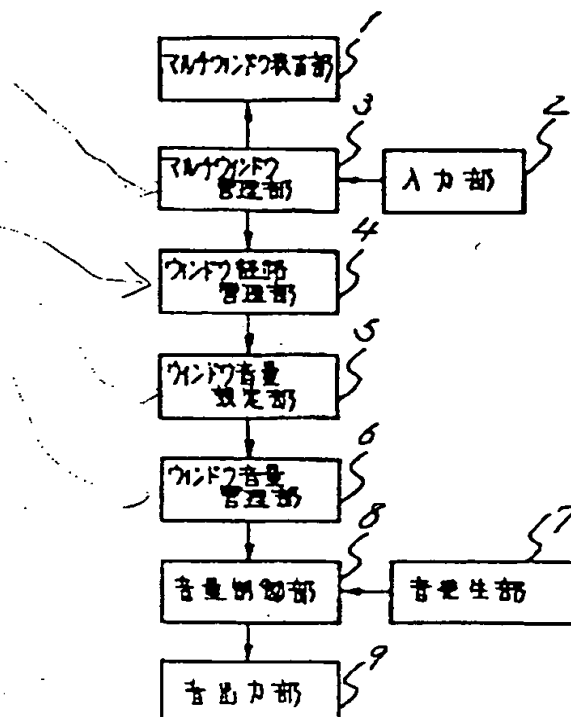 1
マルチウィンドウ表示部
3
2
マルチウィンドウ
管理部
入力部
4
ウィンドウ経路
管理部
5
ウィンドウ音量
設定部
6
ウィンドウ音量
管理部
8
7
音量制御部
音発生部
9
音出力部